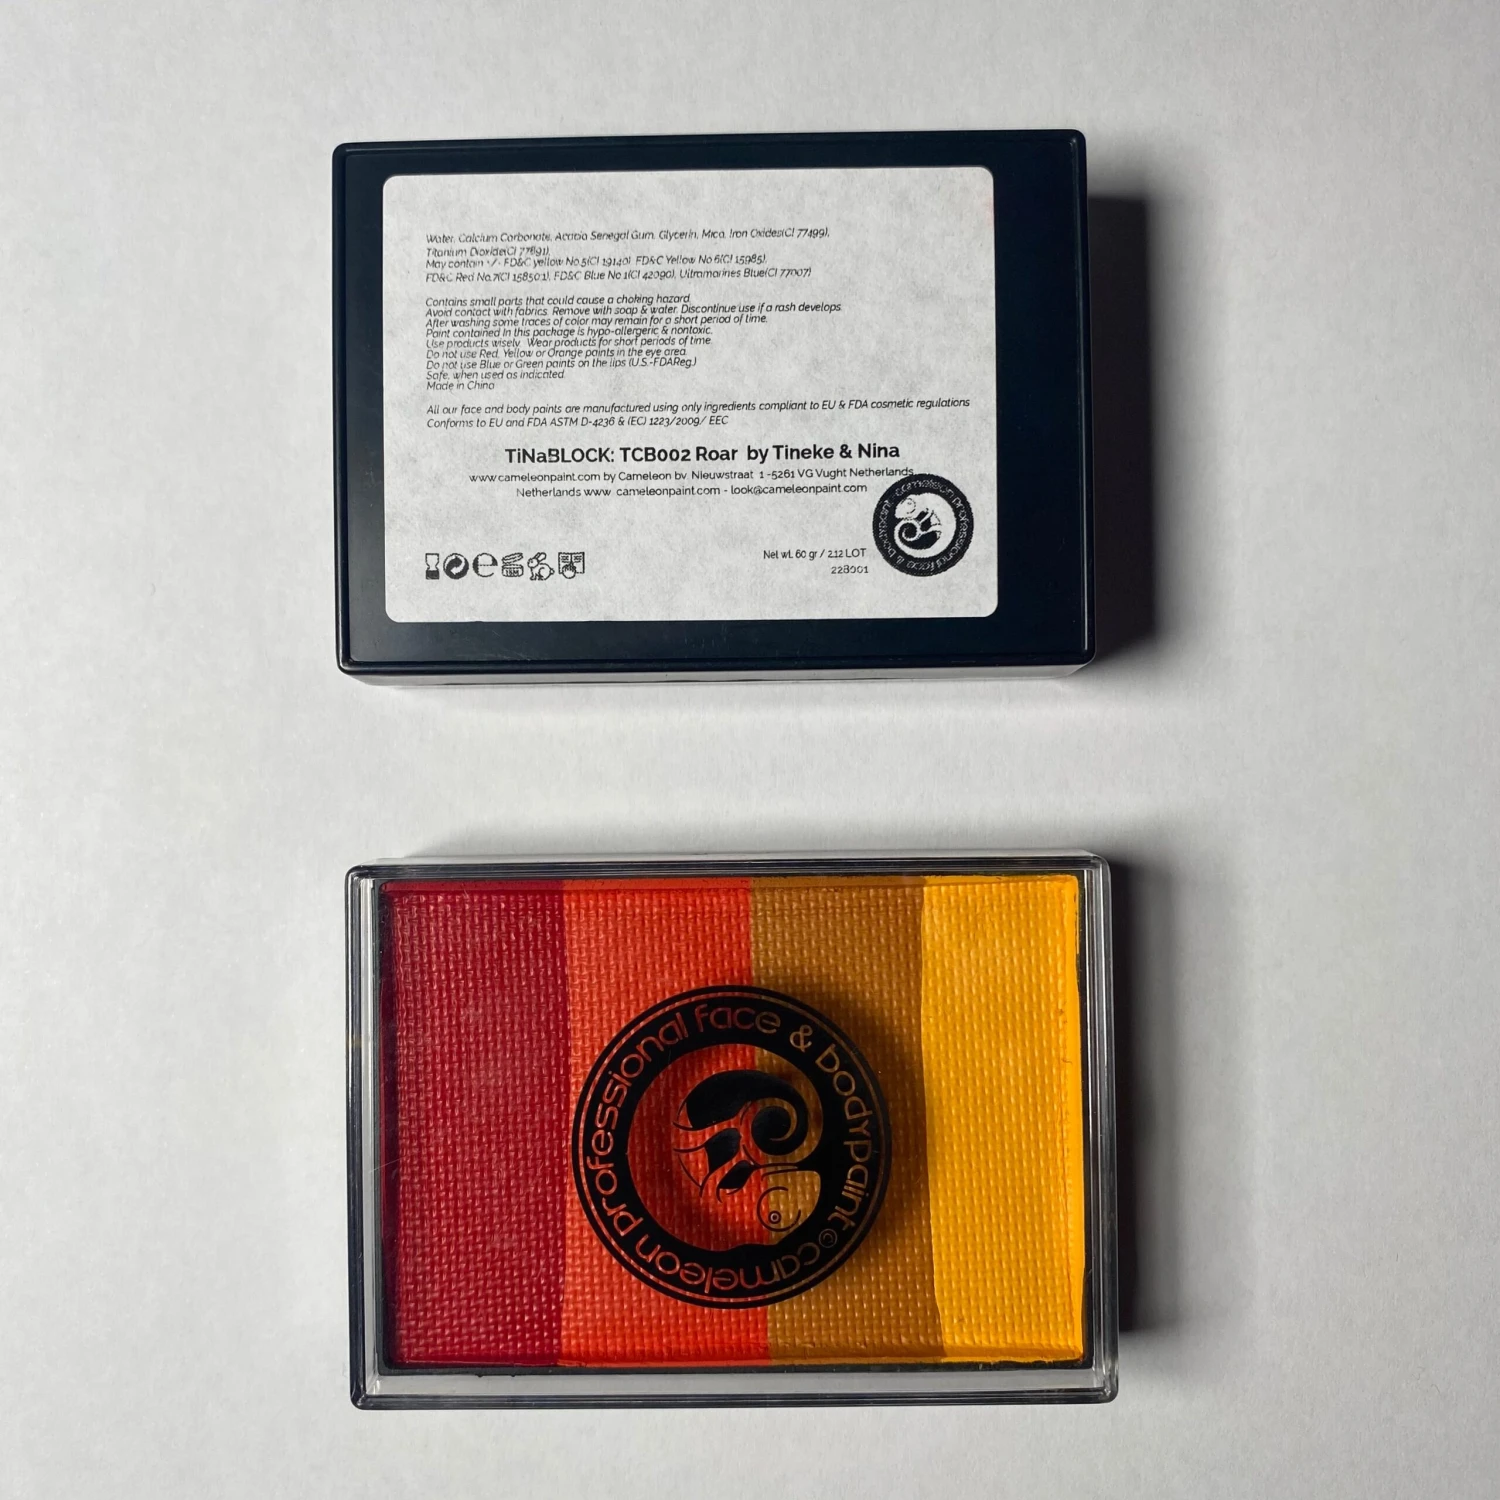 Water, Calcium Carbonate, Acacia Senegal Gum, Glycerin, Mica, Iron Oxides(CI 77499),
Titanium Dioxide(CI 77891),
May contain +/- FD&C yellow No 5(CI 19140) FD&C Yellow No 6(CI 15985),
FD&C Red No.7(CI 15850:1), FD&C Blue No 1(CI 42090), Ultramarines Blue(CI 77007)
Contains small parts that could cause a choking hazard.
Avoid contact with fabrics. Remove with soap & water. Discontinue use if a rash develops.
After washing some traces of color may remain for a short period of time.
Paint contained in this package is hypo-allergeric & nontoxic.
Use products wisely. Wear products for short periods of time.
Do not use Red, Yellow or Orange paints in the eye area.
Do not use Blue or Green paints on the lips (U.S.-FDAReg.)
Safe, when used as indicated.
Made in China
All our face and body paints are manufactured using only ingredients compliant to EU & FDA cosmetic regulations
Conforms to EU and FDA ASTM D-4236 & (EC) 1223/2009/ EEC
TiNaBLOCK: TCB002 Roar by Tineke & Nina
www.cameleonpaint.com by Cameleon bv. Nieuwstraat 1 -5261 VG Vught Netherlands
Netherlands www. cameleonpaint.com - look@cameleonpaint.com
cameleon professional face & bodypaint
18M
Net wt. 60 gr / 2.12 LOT
228001
cameleon professional face & bodypaint ©